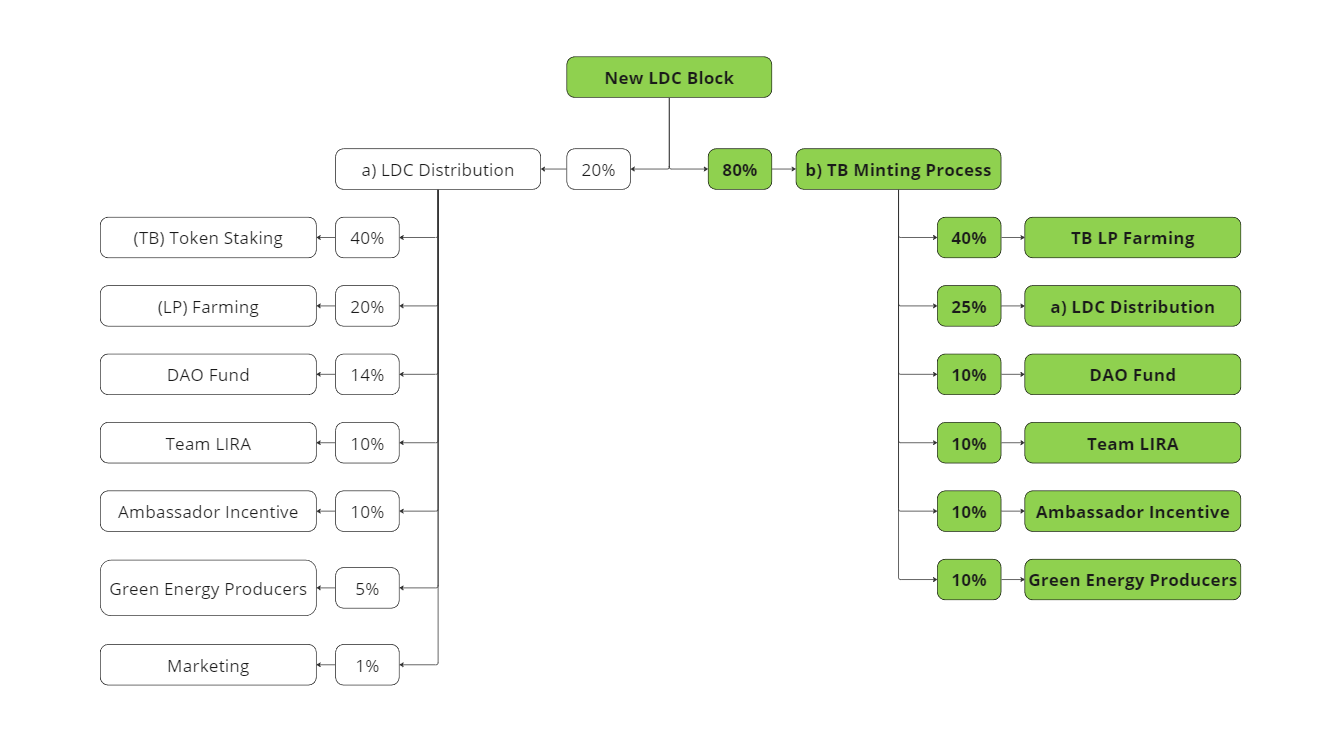 New LDC Block
a) LDC Distribution
20%
80%
b) TB Minting Process
(TB) Token Staking
40%
(LP) Farming
20%
DAO Fund
14%
Team LIRA
10%
Ambassador Incentive
10%
Green Energy Producers
5%
Marketing
1%
40%
TB LP Farming
25%
a) LDC Distribution
10%
DAO Fund
10%
Team LIRA
10%
Ambassador Incentive
10%
Green Energy Producers